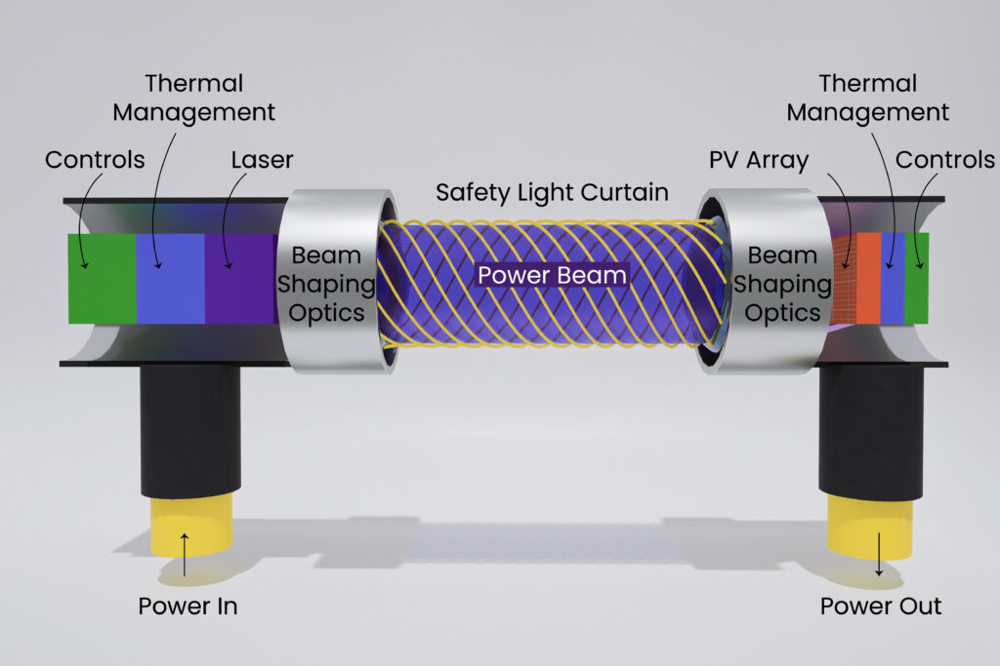 Thermal
Management
Thermal
Management
Controls
Laser
PV Array
Controls
Safety Light Curtain
Beam
Shaping
Optics
Power Beam
Beam
Shaping
Optics
Power In
Power Out